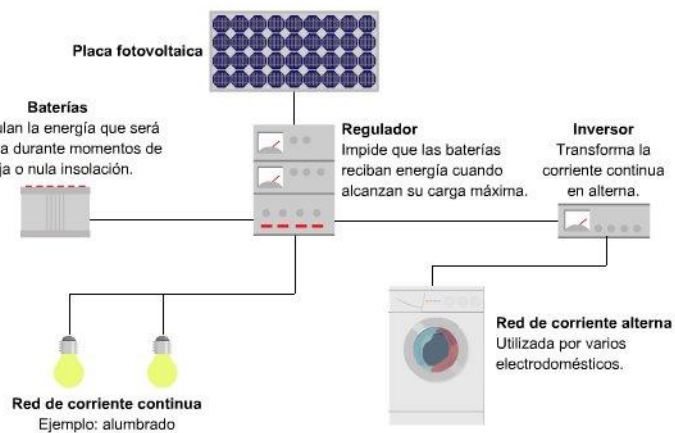 Placa fotovoltaica
Baterías
la energía que será
durante momentos de
o nula insolación.
Regulador
Impide que las baterías
reciban energía cuando
alcanzan su carga máxima.
Inversor
Transforma la
corriente continua
en alterna.
Red de corriente alterna
Utilizada por varios
electrodomésticos.
Red de corriente continua
Ejemplo: alumbrado